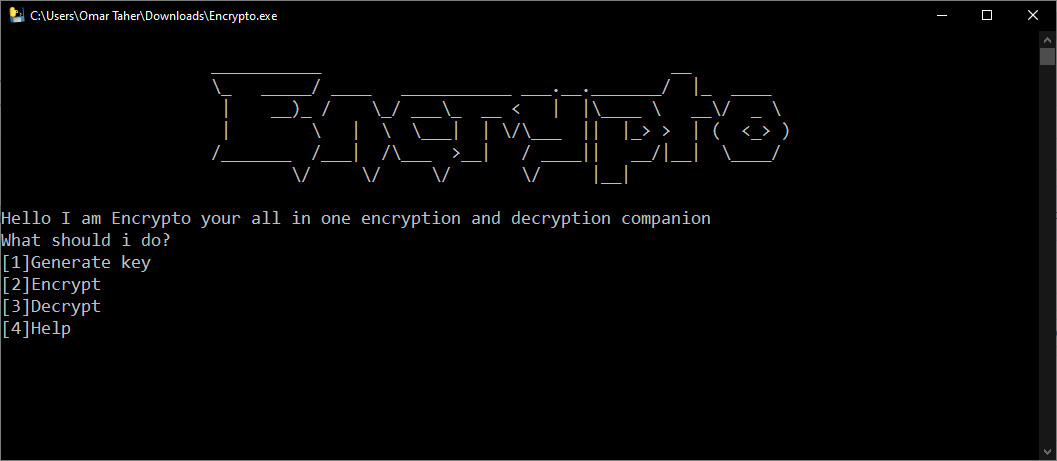 C:\Users\Omar Taher\Downloads\Encrypto.exe
Encrypto
Hello I am Encrypto your all in one encryption and decryption companion
What should i do?
[1]Generate key
[2]Encrypt
[3]Decrypt
[4]Help